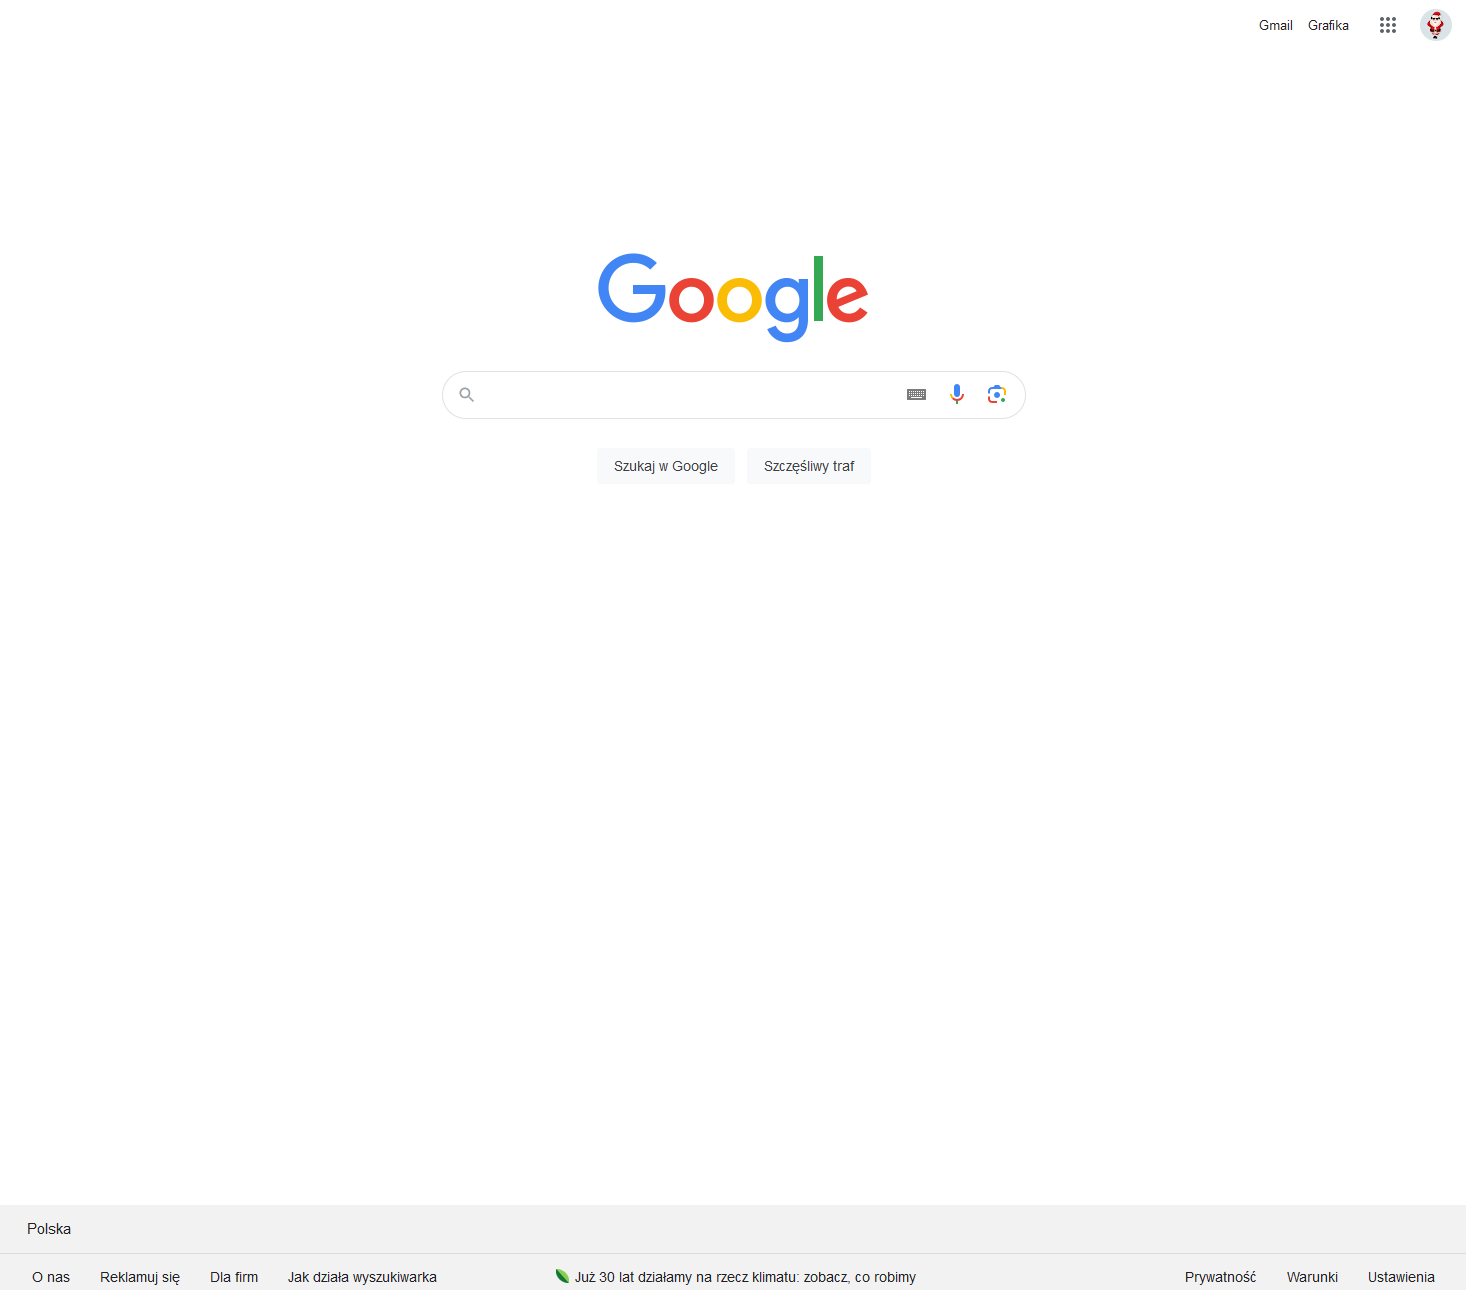 Gmail Grafika
Google
Szukaj w Google Szczęśliwy traf
Polska
O nas Reklamuj się Dla firm Jak działa wyszukiwarka Już 30 lat działamy na rzecz klimatu: zobacz, co robimy Prywatność Warunki Ustawienia